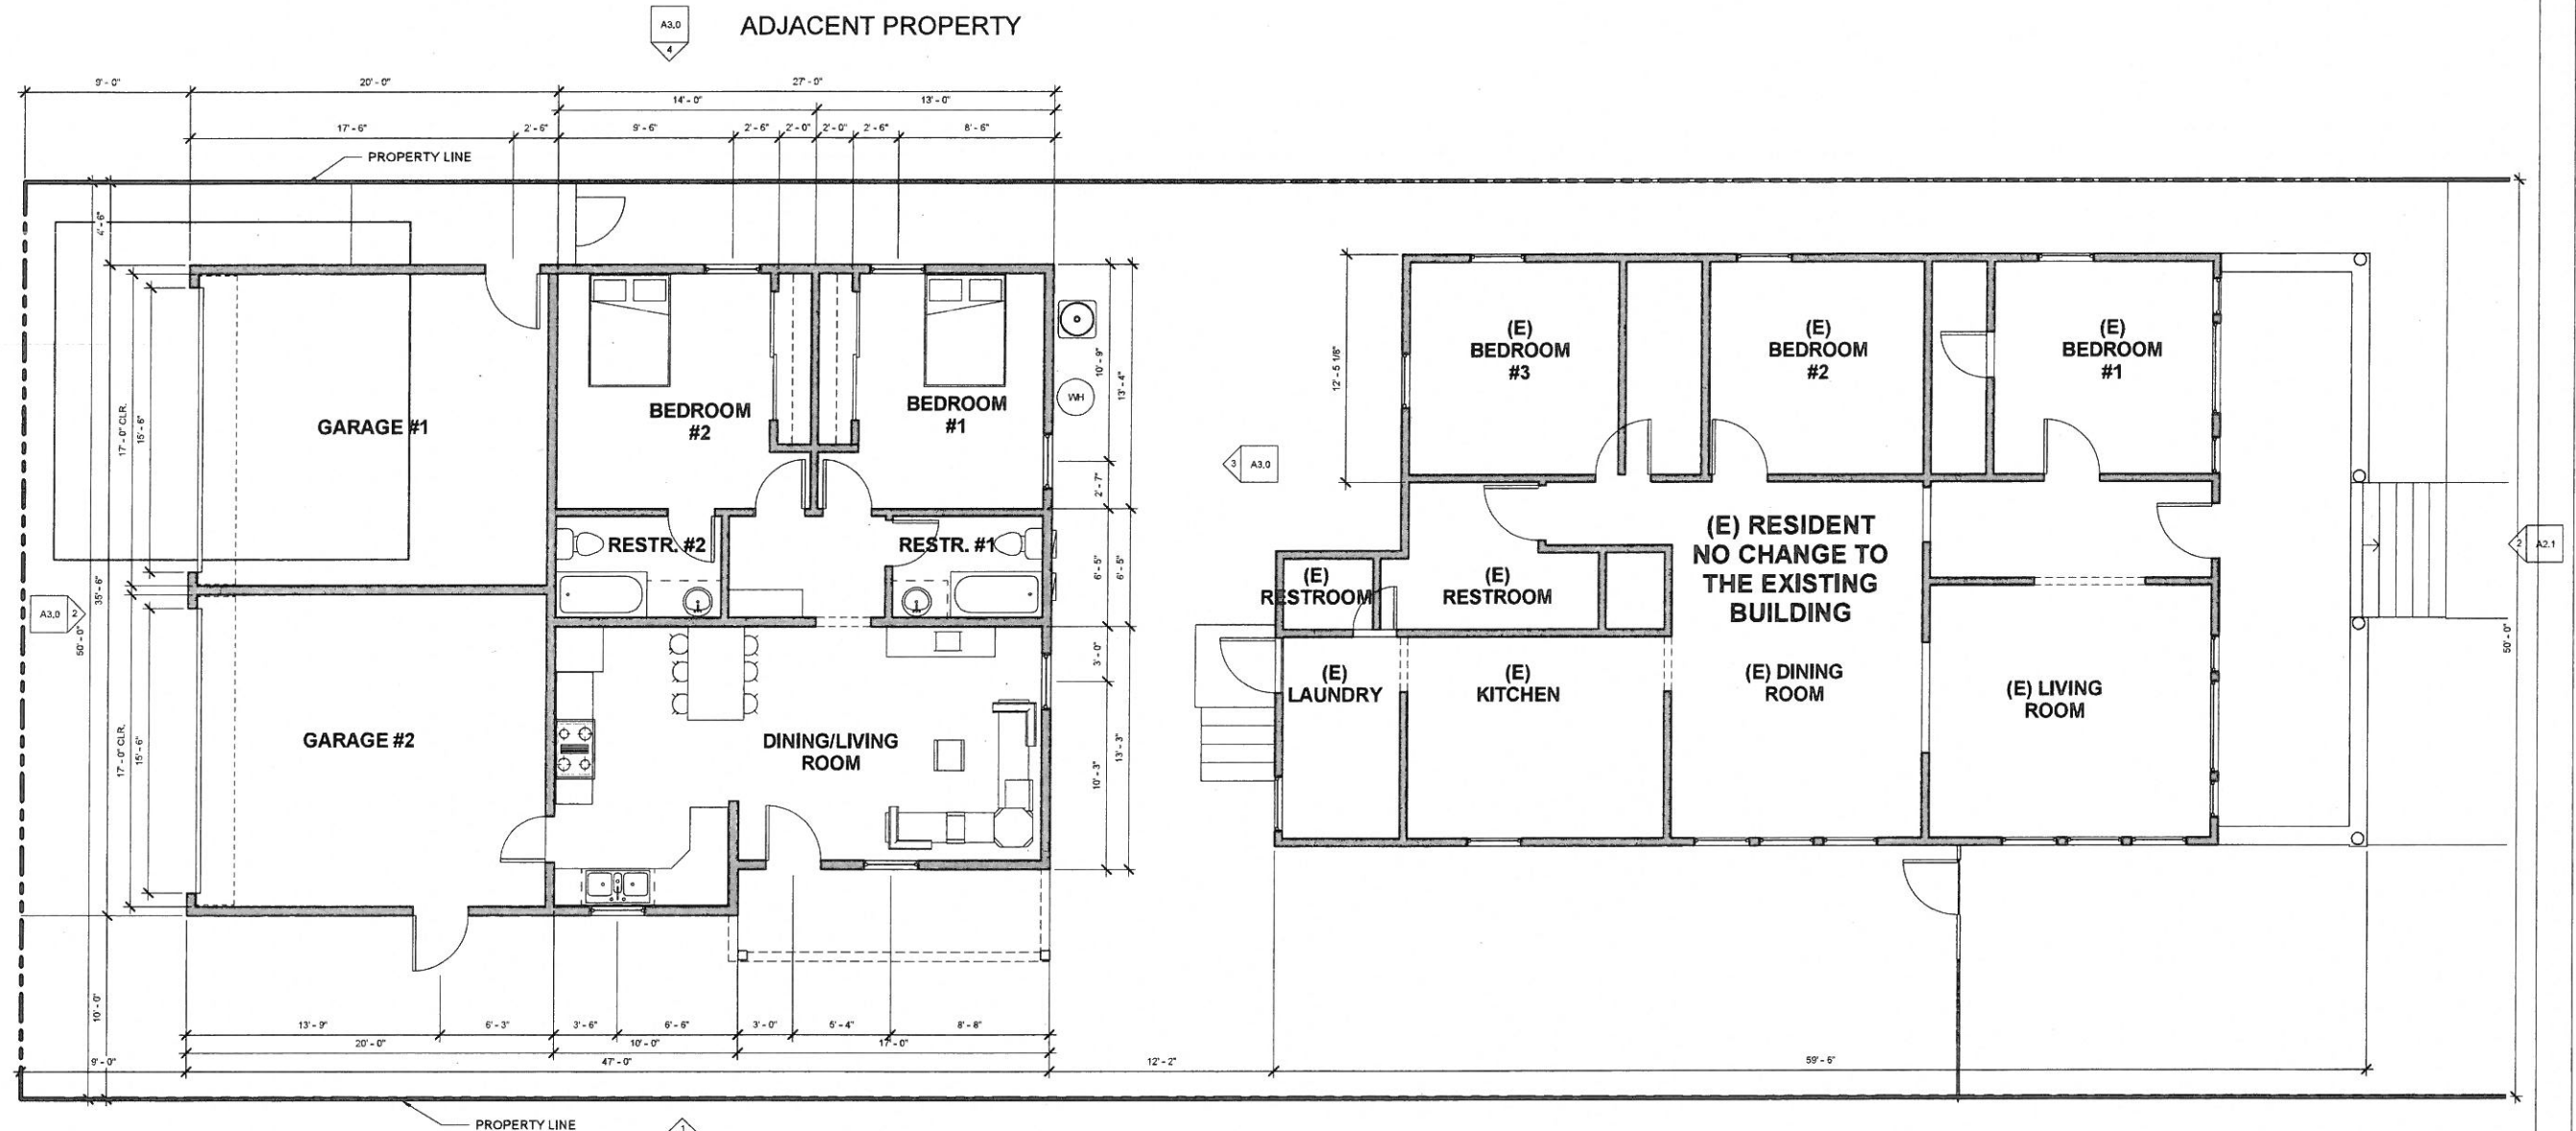 A3.0
4
ADJACENT PROPERTY
9' - 0"
20' - 0"
27' - 0"
14' - 0"
13' - 0"
17' - 6"
2' - 6"
9' - 6"
2' - 6"
2' - 0"
2' - 0"
2' - 6"
8' - 6"
PROPERTY LINE
4' - 6"
17' - 0" CLR.
15' - 6"
35' - 6"
50' - 0"
17' - 0" CLR.
15' - 6"
10' - 0"
A3.0
2
GARAGE #1
GARAGE #2
BEDROOM
#2
BEDROOM
#1
RESTR. #2
RESTR. #1
DINING/LIVING
ROOM
WH
10' - 9"
13' - 4"
2' - 7"
6' - 5"
6' - 5"
3' - 0"
10' - 3"
13' - 3"
3
A3.0
12' - 5 1/8"
(E)
BEDROOM
#3
(E)
BEDROOM
#2
(E)
BEDROOM
#1
(E) RESIDENT
NO CHANGE TO
THE EXISTING
BUILDING
(E)
RESTROOM
(E)
RESTROOM
(E)
LAUNDRY
(E)
KITCHEN
(E) DINING
ROOM
(E) LIVING
ROOM
2
A2.1
50' - 0"
13' - 9"
6' - 3"
3' - 6"
6' - 6"
3' - 0"
5' - 4"
8' - 8"
20' - 0"
10' - 0"
17' - 0"
9' - 0"
47' - 0"
12' - 2"
59' - 6"
PROPERTY LINE
1